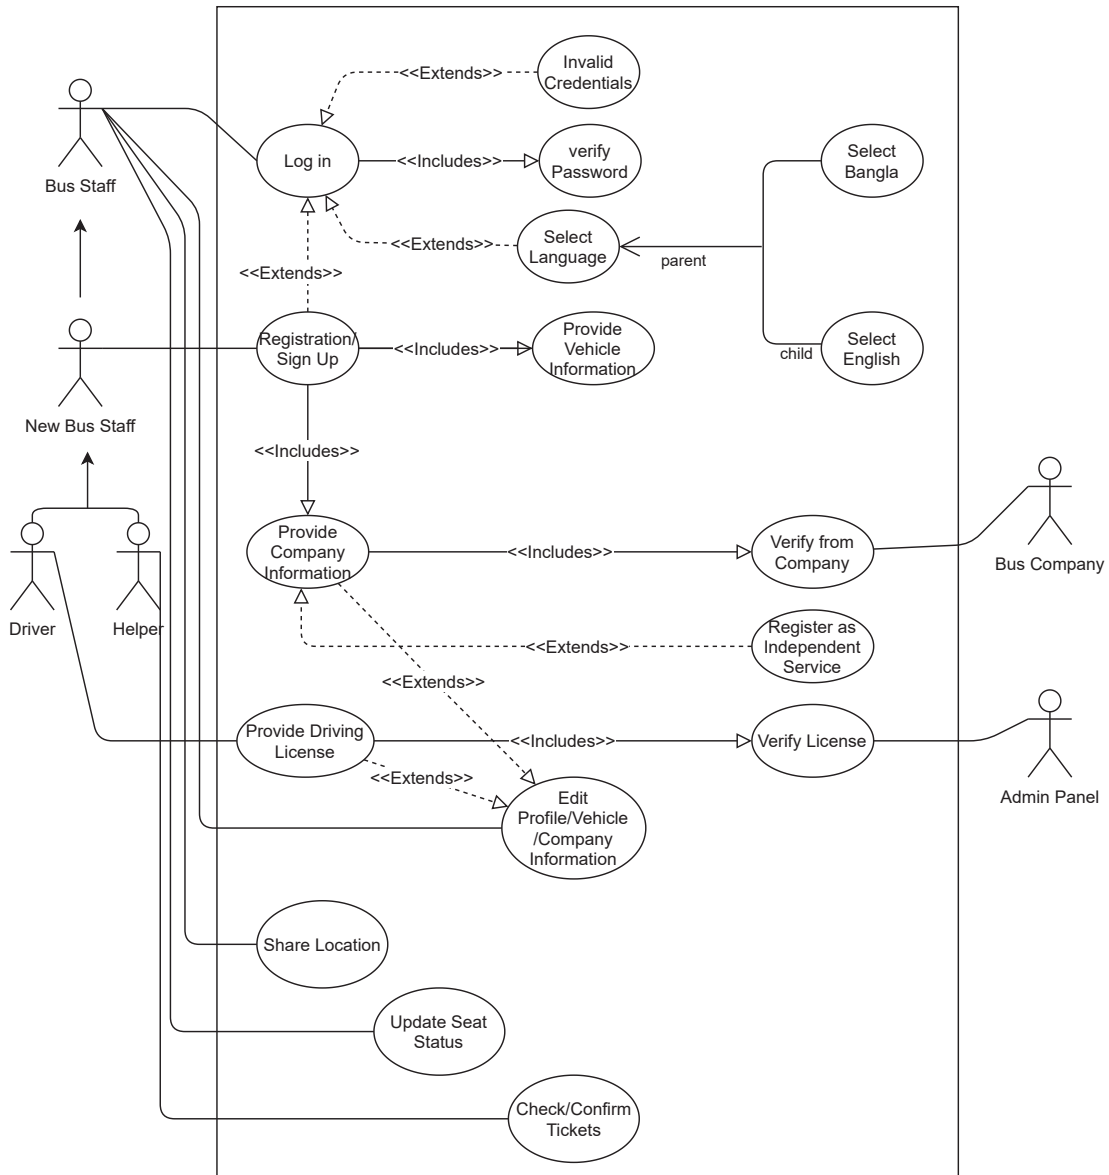 Invalid
Credentials
<<Extends>>
Bus Staff
Log in
<<Includes>>
verify
Password
Select
Bangla
<<Extends>>
Select
Language
parent
<<Extends>>
New Bus Staff
Registration/
Sign Up
<<Includes>>
Provide
Vehicle
Information
child
Select
English
<<Includes>>
Driver
Helper
Provide
Company
Information
<<Includes>>
Verify from
Company
Bus Company
<<Extends>>
Register as
Independent
Service
<<Extends>>
Provide Driving
License
<<Includes>>
Verify License
Admin Panel
<<Extends>>
Edit
Profile/Vehicle
/Company
Information
Share Location
Update Seat
Status
Check/Confirm
Tickets